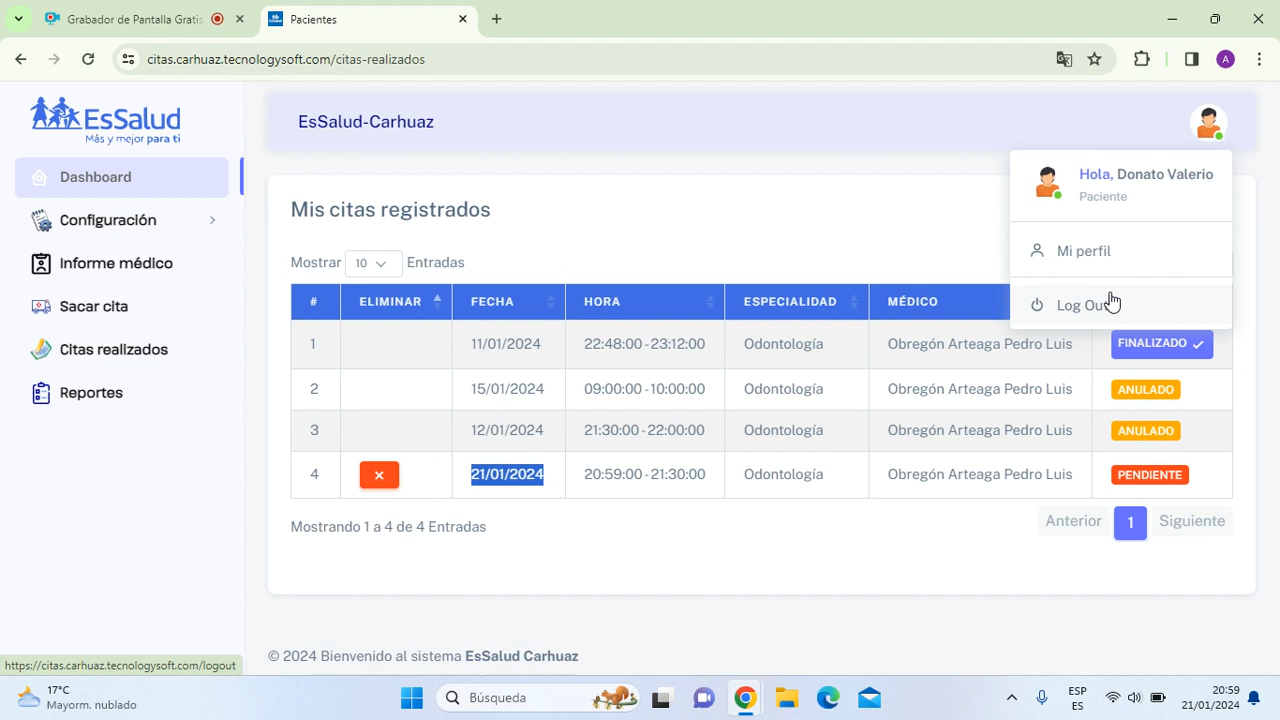 Grabador de Pantalla Gratis
Pacientes
citas.carhuaz.tecnologysoft.com/citas-realizados
A
EsSalud
Más y mejor para ti
EsSalud-Carhuaz
Dashboard
Configuración
Informe médico
Sacar cita
Citas realizados
Reportes
Hola, Donato Valerio
Paciente
Mi perfil
Log Out
Mis citas registrados
Mostrar 10 Entradas
# ELIMINAR FECHA HORA ESPECIALIDAD MÉDICO
1 11/01/2024 22:48:00 - 23:12:00 Odontología Obregón Arteaga Pedro Luis FINALIZADO
2 15/01/2024 09:00:00 - 10:00:00 Odontología Obregón Arteaga Pedro Luis ANULADO
3 12/01/2024 21:30:00 - 22:00:00 Odontología Obregón Arteaga Pedro Luis ANULADO
4 21/01/2024 20:59:00 - 21:30:00 Odontología Obregón Arteaga Pedro Luis PENDIENTE
Mostrando 1 a 4 de 4 Entradas
Anterior 1 Siguiente
© 2024 Bienvenido al sistema EsSalud Carhuaz
https://citas.carhuaz.tecnologysoft.com/logout
17°C
Mayorm. nublado
Búsqueda
ESP
ES
20:59
21/01/2024